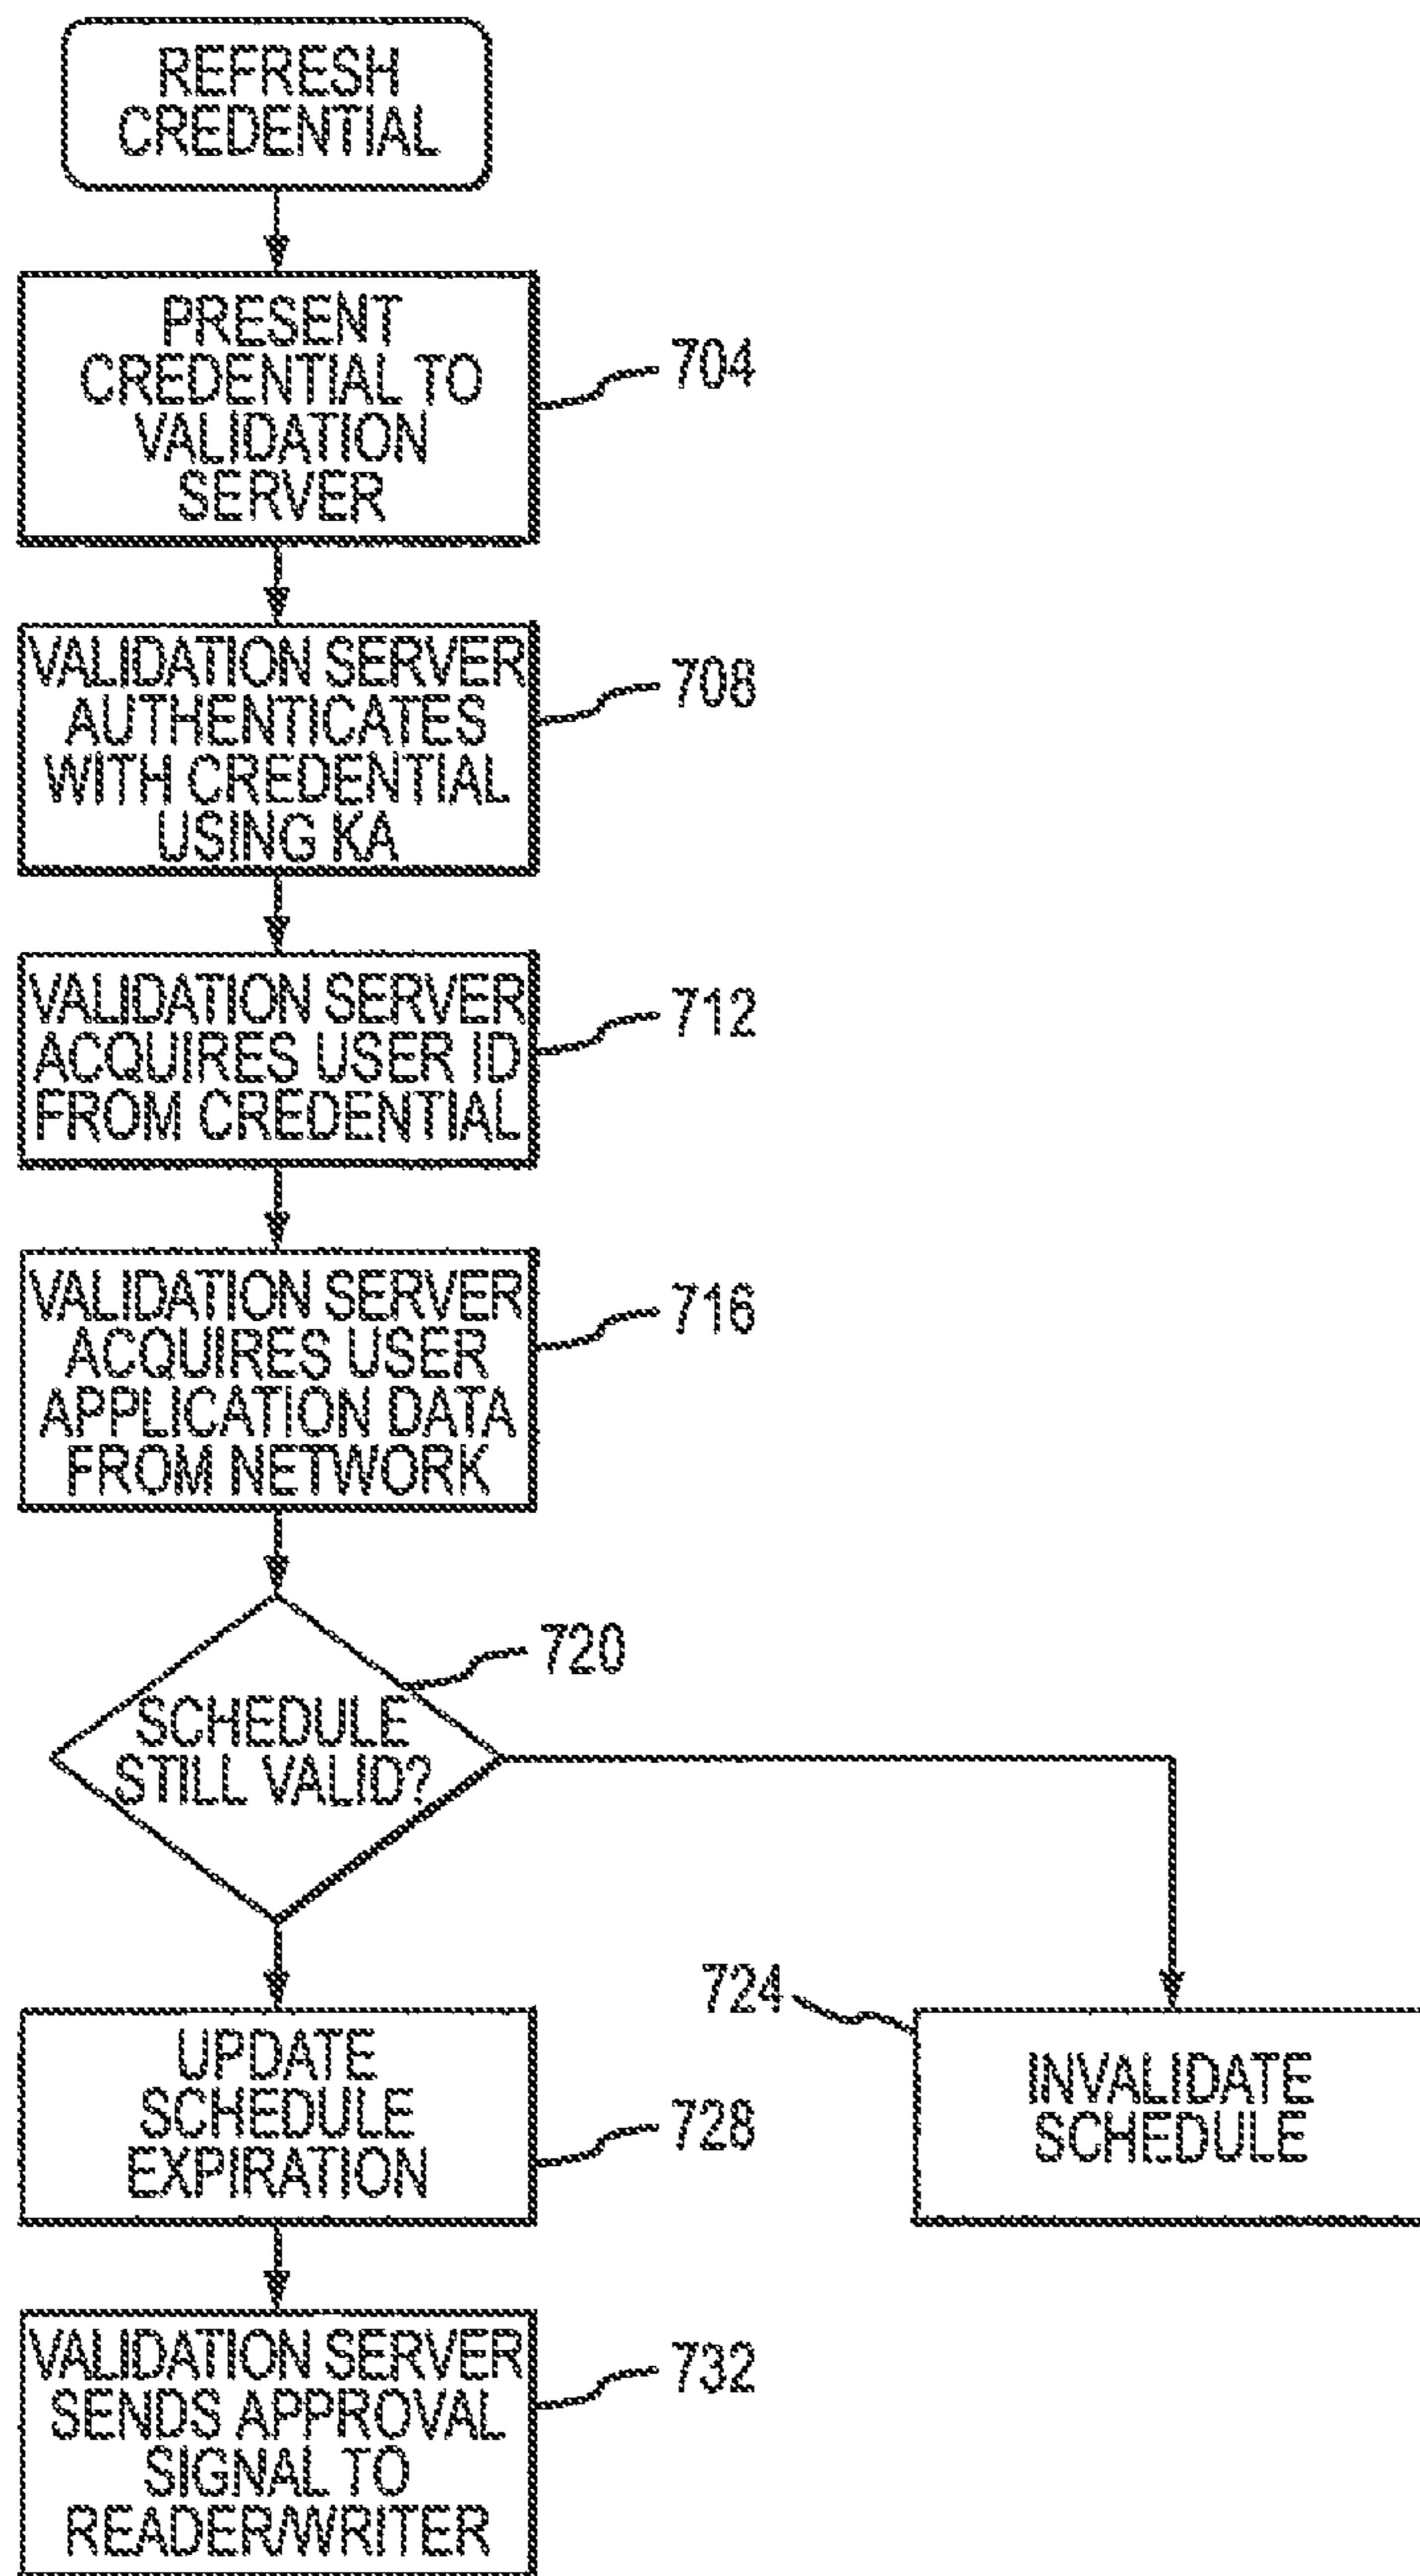 REFRESH
CREDENTIAL
PRESENT
CREDENTIAL TO
VALIDATION
SERVER
704
VALIDATION SERVER
AUTHENTICATES
WITH CREDENTIAL
USING KA
708
VALIDATION SERVER
ACQUIRES USER ID
FROM CREDENTIAL
712
VALIDATION SERVER
ACQUIRES USER
APPLICATION DATA
FROM NETWORK
716
SCHEDULE
STILL VALID?
720
724
INVALIDATE
SCHEDULE
UPDATE
SCHEDULE
EXPIRATION
728
VALIDATION SERVER
SENDS APPROVAL
SIGNAL TO
READER/WRITER
732